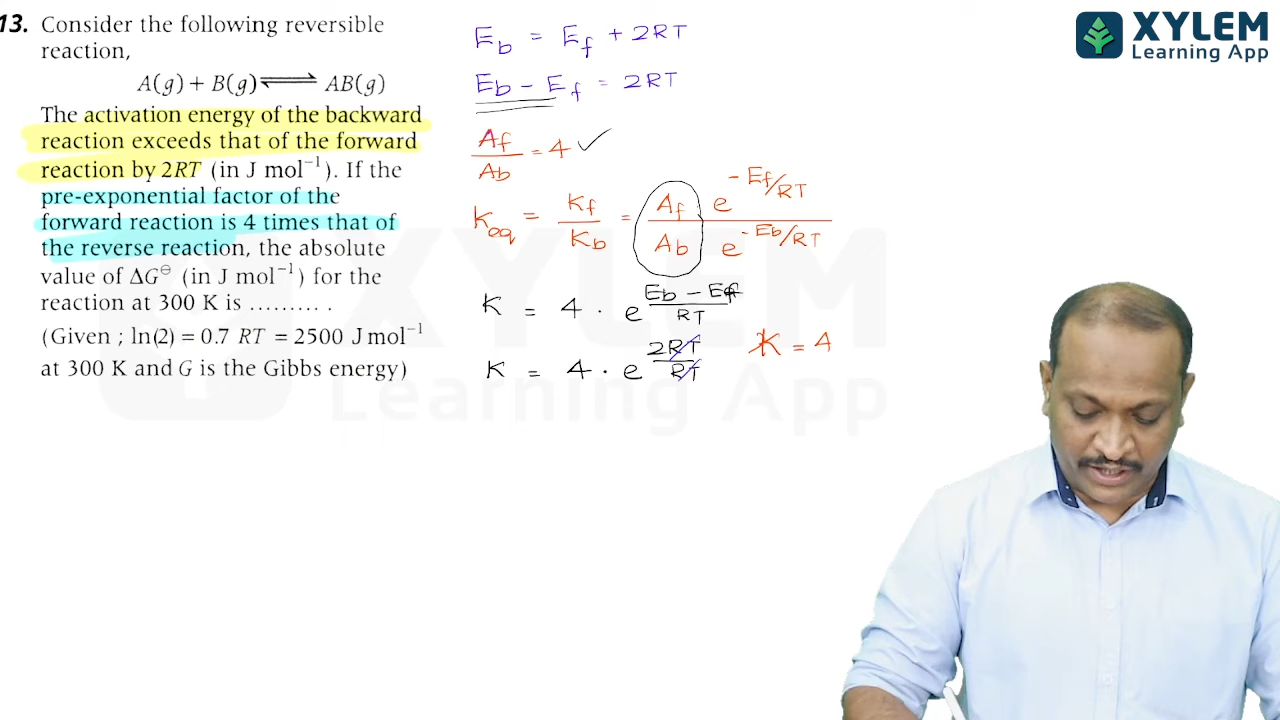 13. Consider the following reversible
reaction,
A(g) + B(g) ⇌ AB(g)
The activation energy of the backward
reaction exceeds that of the forward
reaction by 2RT (in J mol⁻¹). If the
pre-exponential factor of the
forward reaction is 4 times that of
the reverse reaction, the absolute
value of ΔG⊖ (in J mol⁻¹) for the
reaction at 300 K is ......... .
(Given ; ln(2) = 0.7 RT = 2500 J mol⁻¹
at 300 K and G is the Gibbs energy)
E_b = E_f + 2RT
E_b − E_f = 2RT
A_f/A_b = 4 ✓
K_eq = K_f/K_b = A_f e^(−E_f/RT) / A_b e^(−E_b/RT)
K = 4 · e^((E_b − E_f)/RT)
K = 4 · e^(2RT/RT)
K = 4
XYLEM
Learning App
XYLEM
Learning App